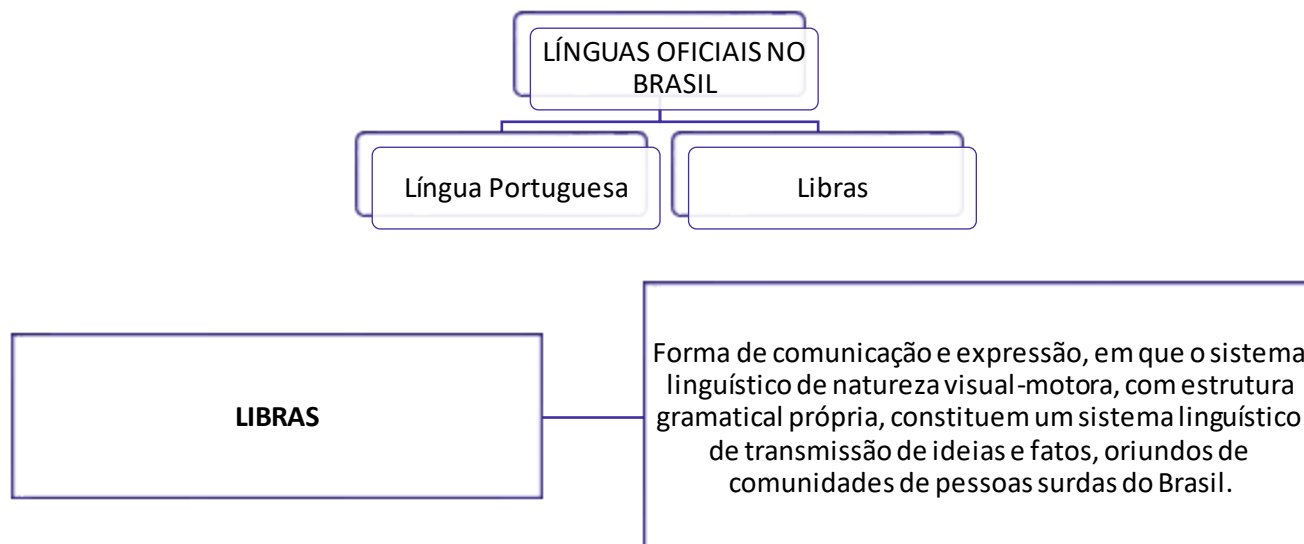 LÍNGUAS OFICIAIS NO
BRASIL
Língua Portuguesa
Libras
LIBRAS
Forma de comunicação e expressão, em que o sistema
linguístico de natureza visual-motora, com estrutura
gramatical própria, constituem um sistema linguístico
de transmissão de ideias e fatos, oriundos de
comunidades de pessoas surdas do Brasil.